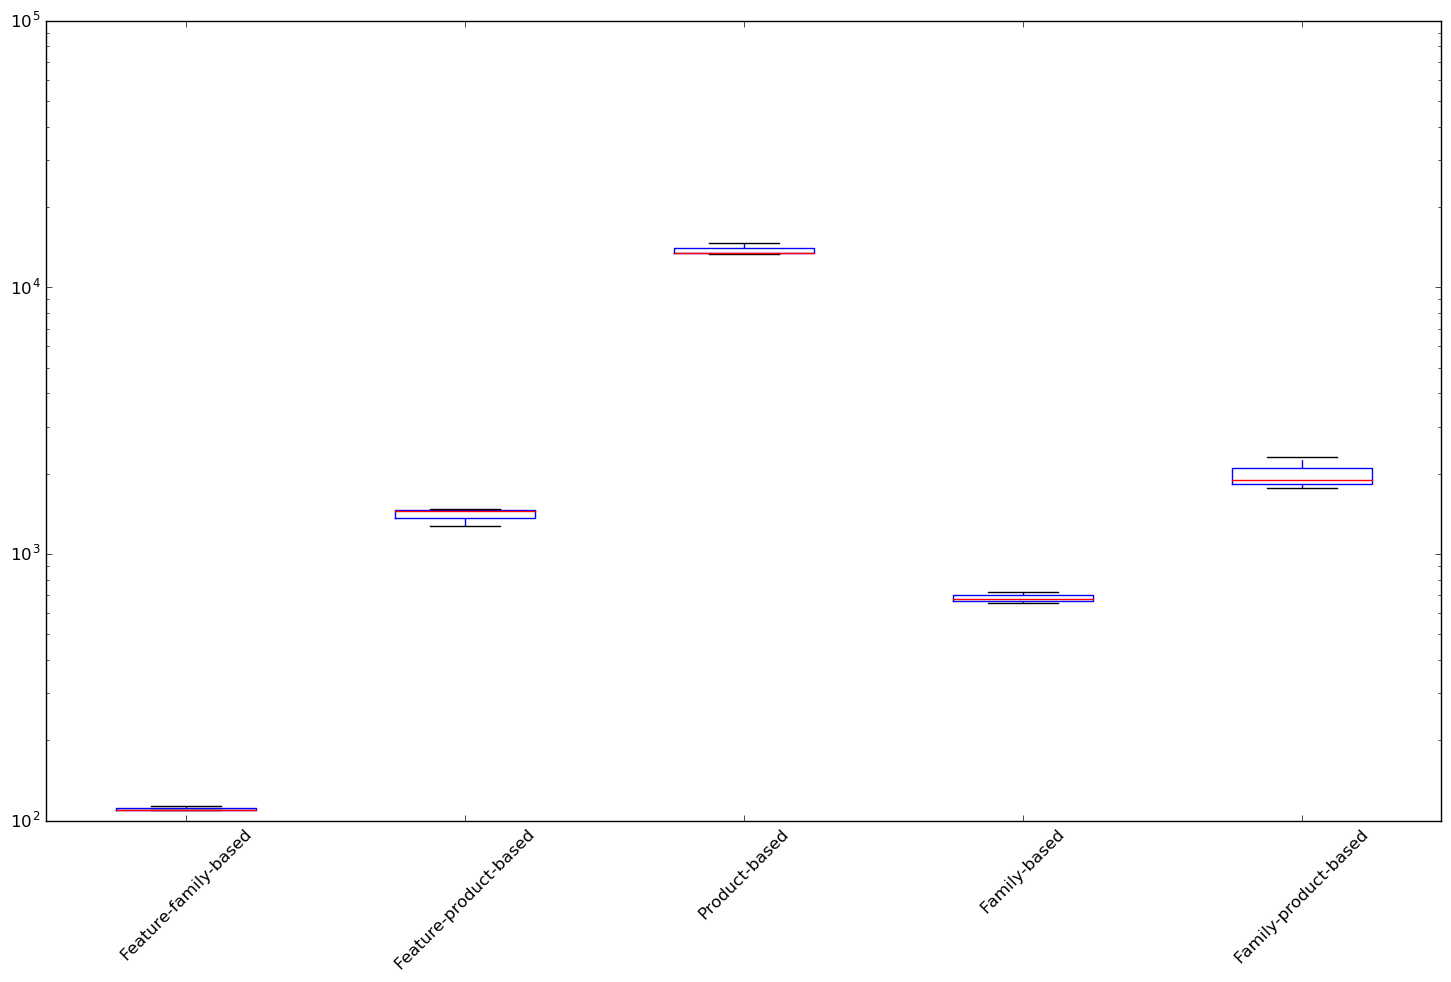 10^5
10^4
10^3
10^2
Feature-family-based
Feature-product-based
Product-based
Family-based
Family-product-based